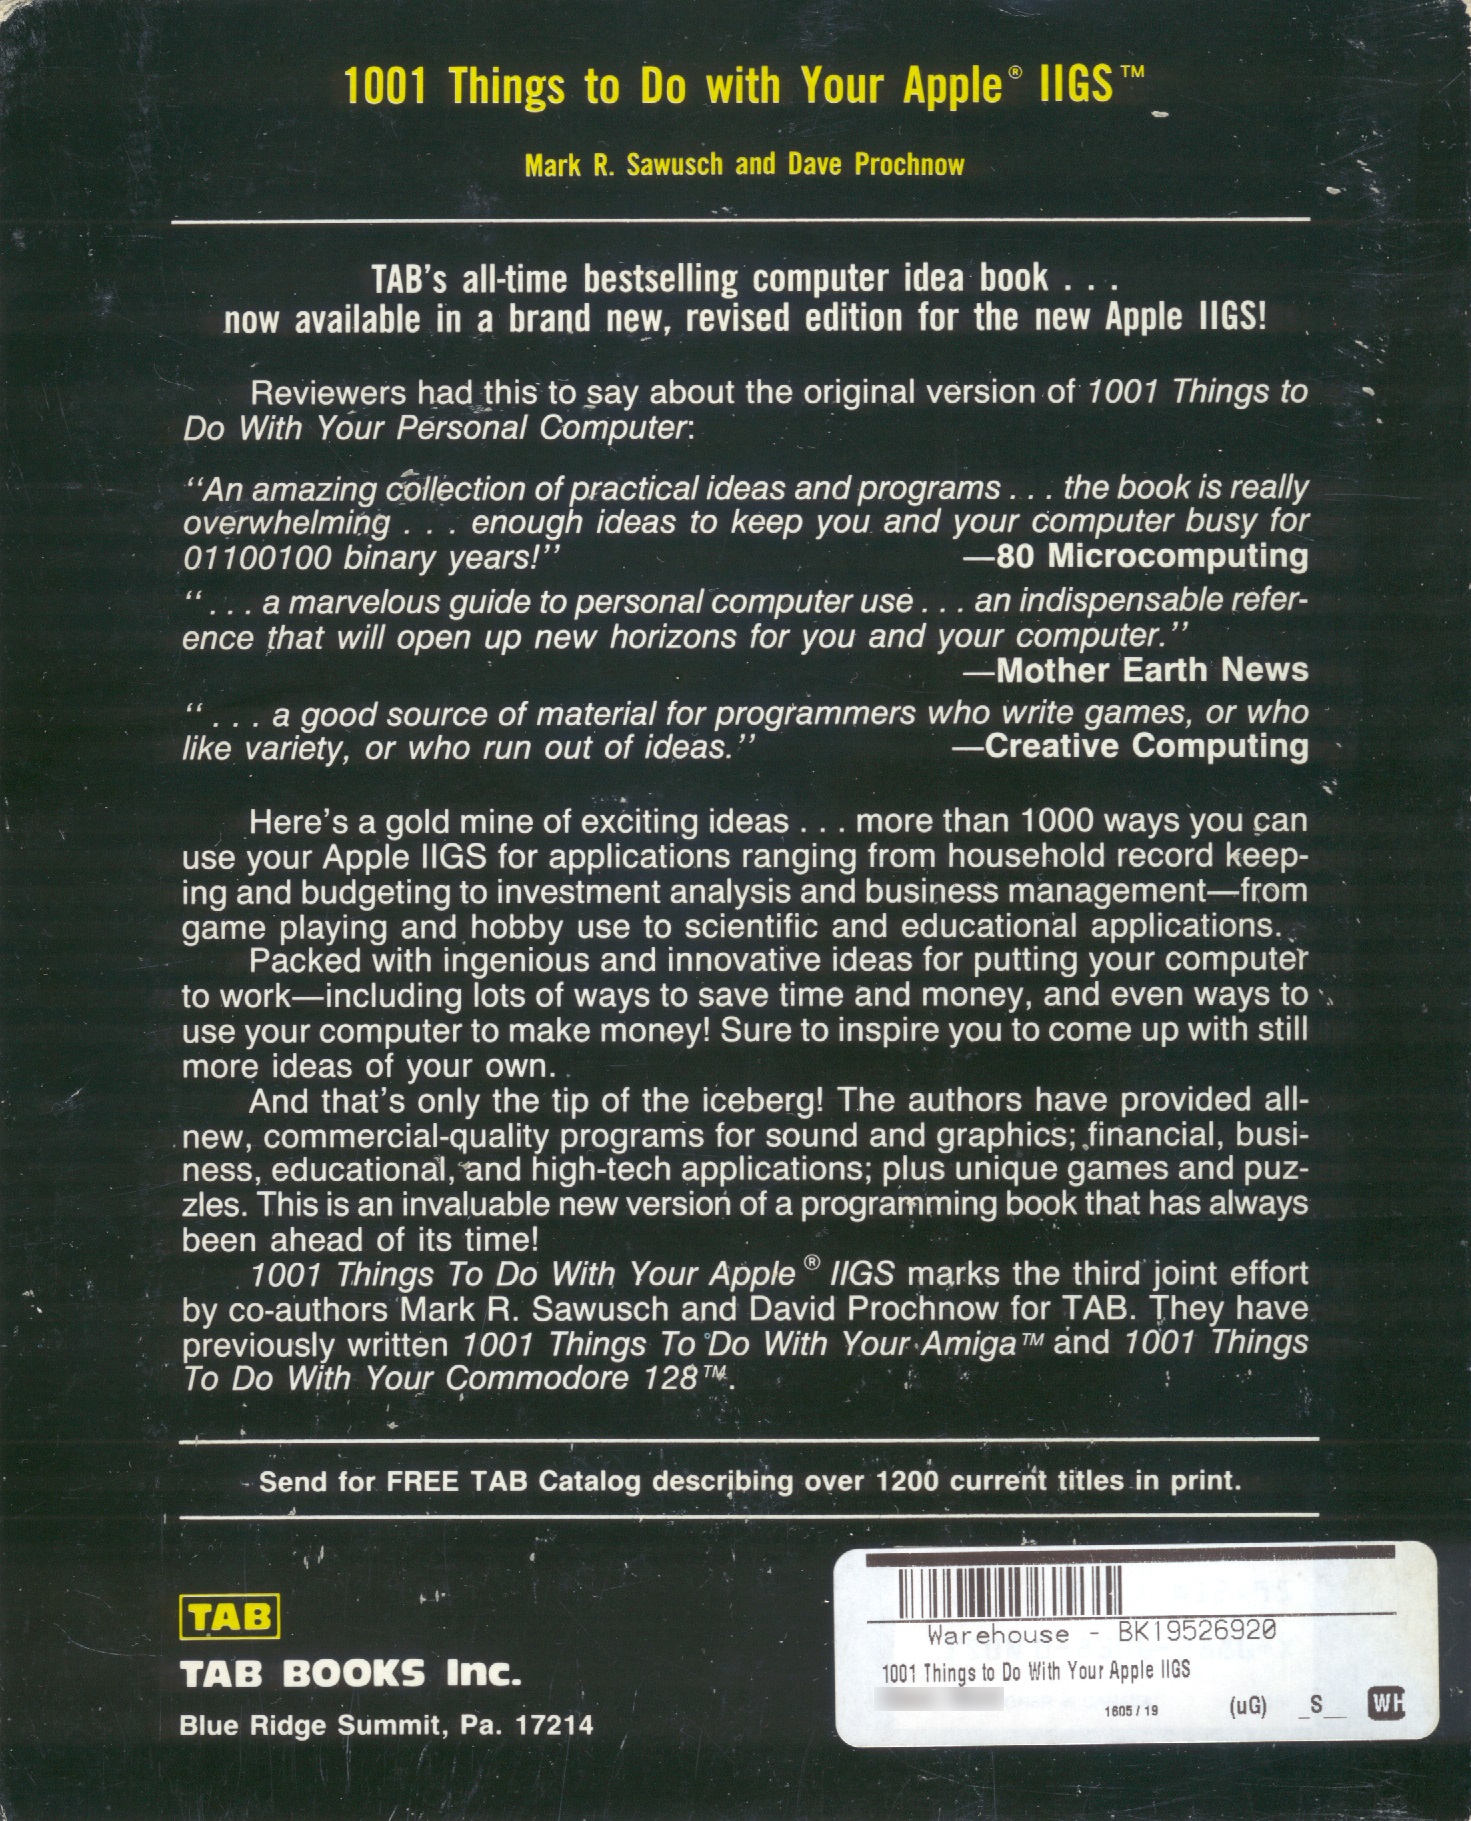 1001 Things to Do with Your Apple® IIGS™
Mark R. Sawusch and Dave Prochnow
TAB's all-time bestselling computer idea book . . .
now available in a brand new, revised edition for the new Apple IIGS!
Reviewers had this to say about the original version of 1001 Things to
Do With Your Personal Computer:
''An amazing collection of practical ideas and programs . . . the book is really
overwhelming . . . enough ideas to keep you and your computer busy for
01100100 binary years!'' —80 Microcomputing
'' . . . a marvelous guide to personal computer use . . . an indispensable refer-
ence that will open up new horizons for you and your computer.''
—Mother Earth News
'' . . . a good source of material for programmers who write games, or who
like variety, or who run out of ideas.'' —Creative Computing
Here's a gold mine of exciting ideas . . . more than 1000 ways you can
use your Apple IIGS for applications ranging from household record keep-
ing and budgeting to investment analysis and business management—from
game playing and hobby use to scientific and educational applications.
Packed with ingenious and innovative ideas for putting your computer
to work—including lots of ways to save time and money, and even ways to
use your computer to make money! Sure to inspire you to come up with still
more ideas of your own.
And that's only the tip of the iceberg! The authors have provided all-
new, commercial-quality programs for sound and graphics; financial, busi-
ness, educational, and high-tech applications; plus unique games and puz-
zles. This is an invaluable new version of a programming book that has always
been ahead of its time!
1001 Things To Do With Your Apple® IIGS marks the third joint effort
by co-authors Mark R. Sawusch and David Prochnow for TAB. They have
previously written 1001 Things To Do With Your Amiga™ and 1001 Things
To Do With Your Commodore 128™.
Send for FREE TAB Catalog describing over 1200 current titles in print.
TAB
TAB BOOKS Inc.
Blue Ridge Summit, Pa. 17214
Warehouse - BK19526920
1001 Things to Do With Your Apple IIGS
1605 / 19 (uG) _S__ WH